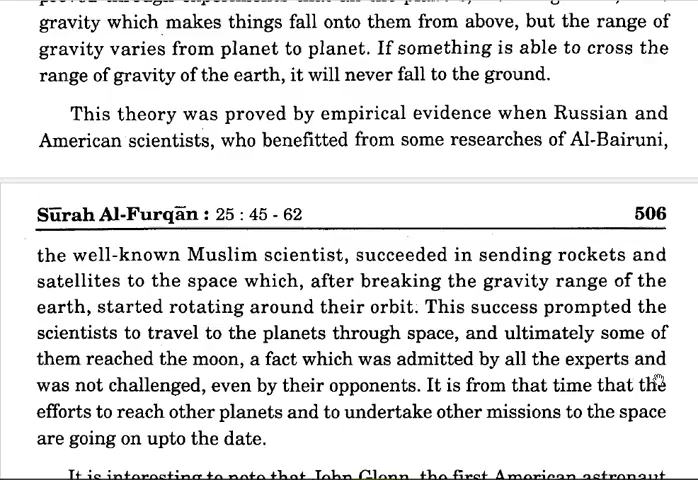 gravity which makes things fall onto them from above, but the range of
gravity varies from planet to planet. If something is able to cross the
range of gravity of the earth, it will never fall to the ground.
This theory was proved by empirical evidence when Russian and
American scientists, who benefitted from some researches of Al-Bairuni,
Sūrah Al-Furqān : 25 : 45 - 62 506
the well-known Muslim scientist, succeeded in sending rockets and
satellites to the space which, after breaking the gravity range of the
earth, started rotating around their orbit. This success prompted the
scientists to travel to the planets through space, and ultimately some of
them reached the moon, a fact which was admitted by all the experts and
was not challenged, even by their opponents. It is from that time that the
efforts to reach other planets and to undertake other missions to the space
are going on upto the date.
It is interesting to note that John Glenn, the first American astronaut